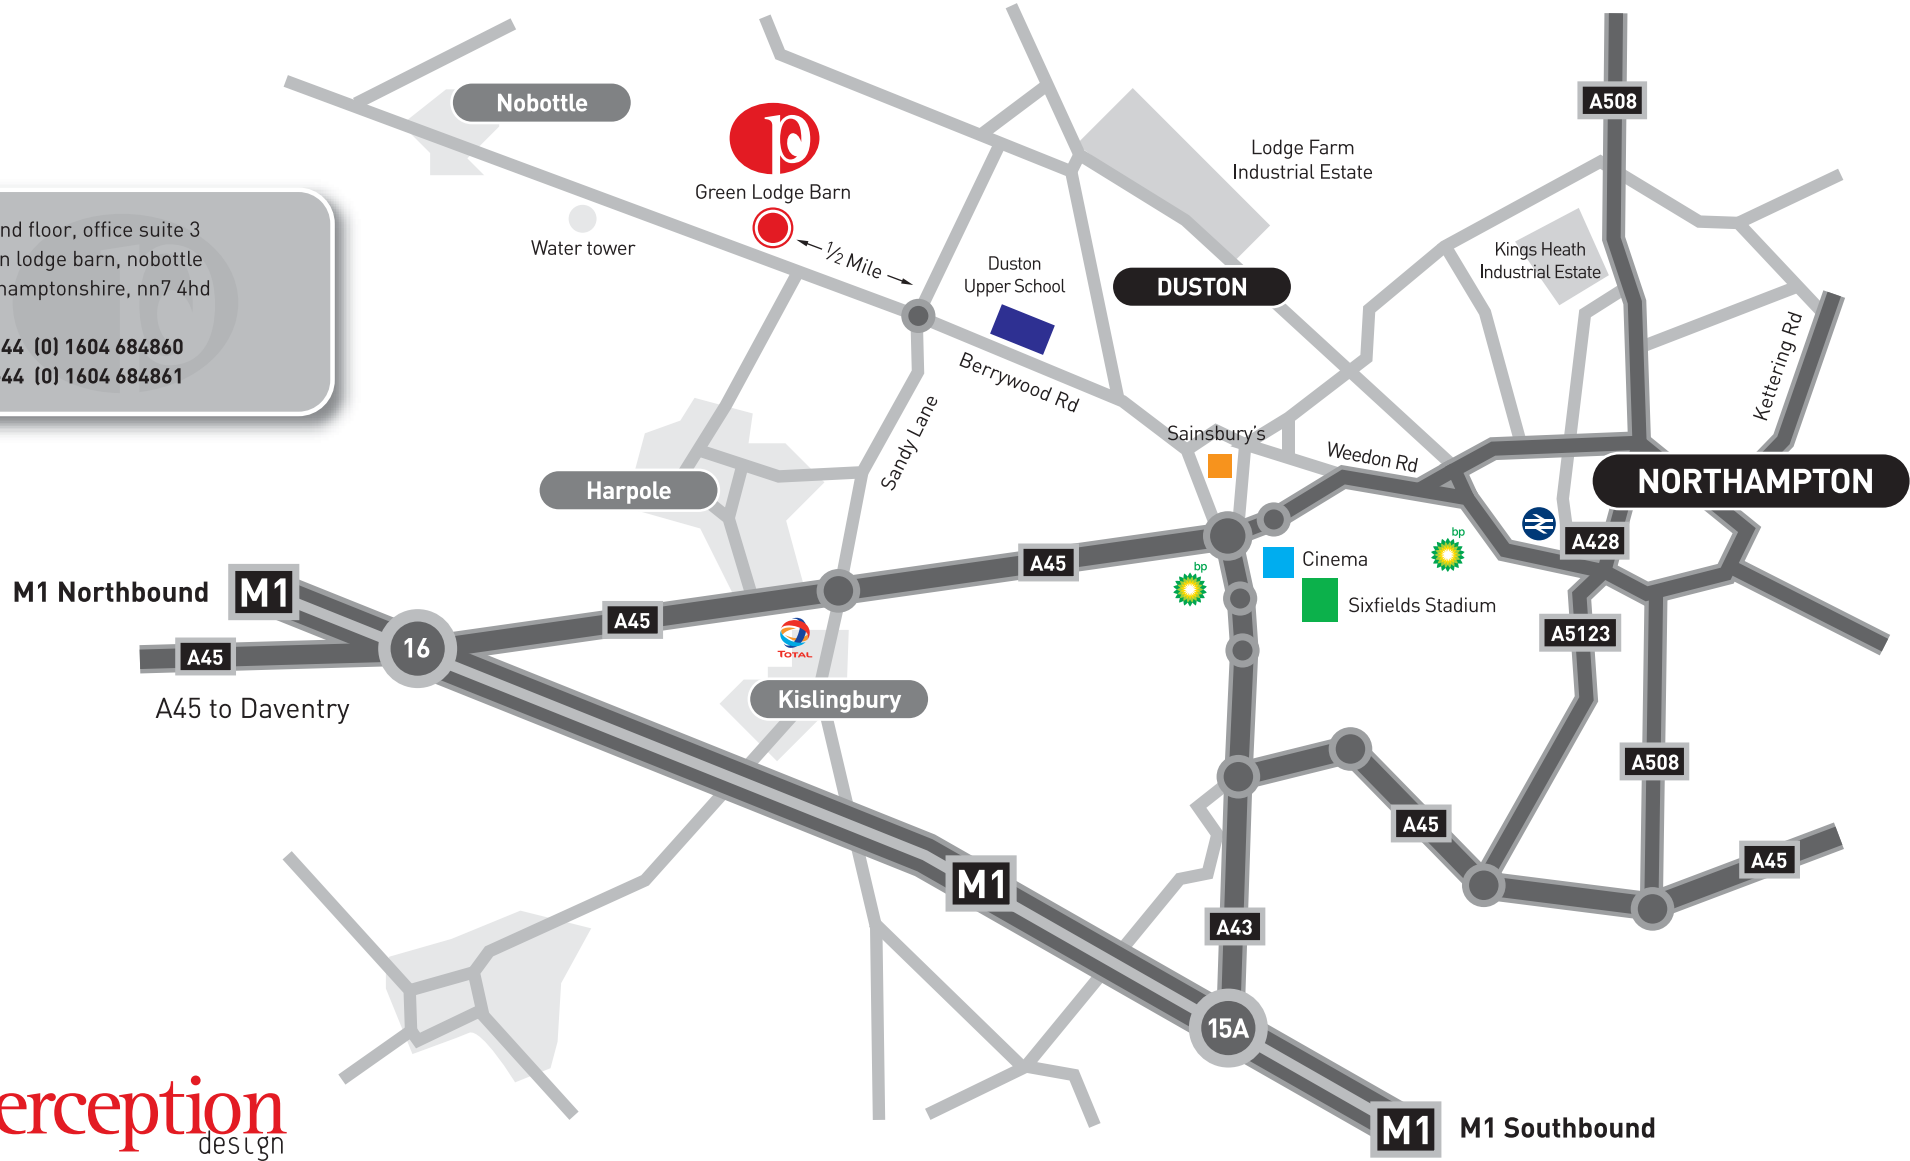 A508
Nobottle
Green Lodge Barn
Lodge Farm
Industrial Estate
nd floor, office suite 3
n lodge barn, nobottle
hamptonshire, nn7 4hd
44 (0) 1604 684860
44 (0) 1604 684861
Water tower
1/2 Mile
Duston
Upper School
DUSTON
Kings Heath
Industrial Estate
Kettering Rd
Berrywood Rd
Sandy Lane
Sainsbury's
Weedon Rd
NORTHAMPTON
Harpole
A428
bp
bp
Cinema
Sixfields Stadium
A45
M1 Northbound
M1
A45
16
A45
A45 to Daventry
TOTAL
Kislingbury
A5123
A508
A45
A45
M1
A43
15A
M1
M1 Southbound
erception
design